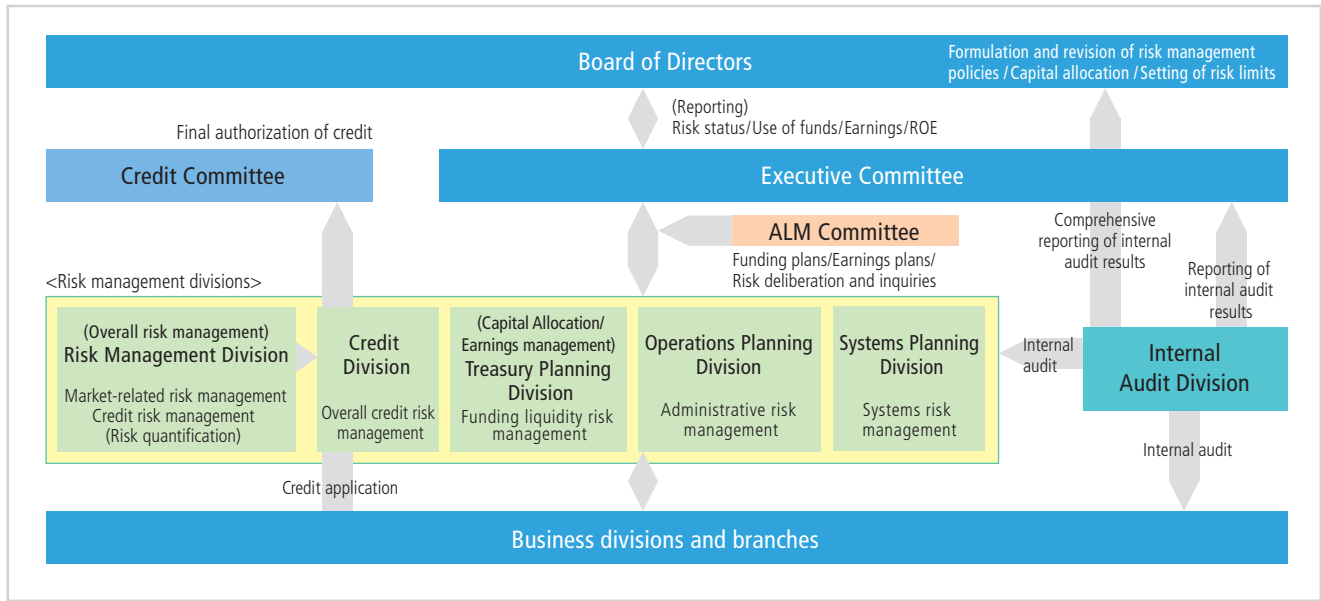 Board of Directors
Formulation and revision of risk management
policies / Capital allocation / Setting of risk limits
(Reporting)
Risk status/Use of funds/Earnings/ROE
Final authorization of credit
Credit Committee
Executive Committee
ALM Committee
Funding plans/Earnings plans/
Risk deliberation and inquiries
Comprehensive
reporting of internal
audit results
Reporting of
internal audit
results
<Risk management divisions>
(Overall risk management)
Risk Management Division
Market-related risk management
Credit risk management
(Risk quantification)
Credit
Division
Overall credit risk
management
(Capital Allocation/
Earnings management)
Treasury Planning
Division
Funding liquidity risk
management
Operations Planning
Division
Administrative risk
management
Systems Planning
Division
Systems risk
management
Internal
audit
Internal
Audit Division
Internal audit
Credit application
Business divisions and branches